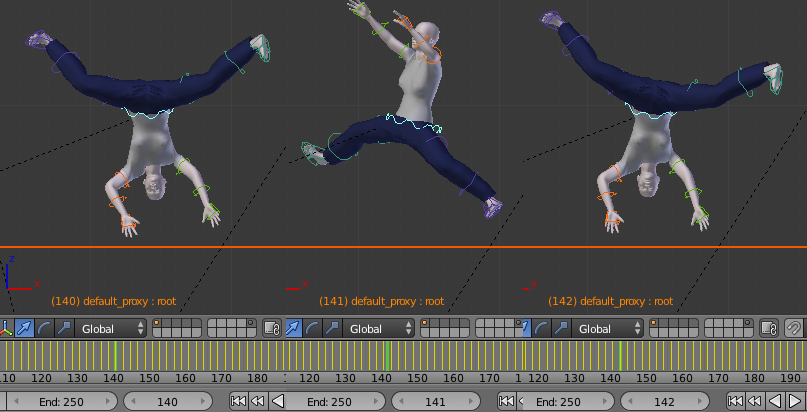 z
x x x
(140) default_proxy : root (141) default_proxy : root (142) default_proxy : root
Global Global Global
110 120 130 140 150 160 170 180 120 130 140 150 160 170 1 120 130 140 150 160 170 180 190
End: 250 140 End: 250 141 End: 250 142